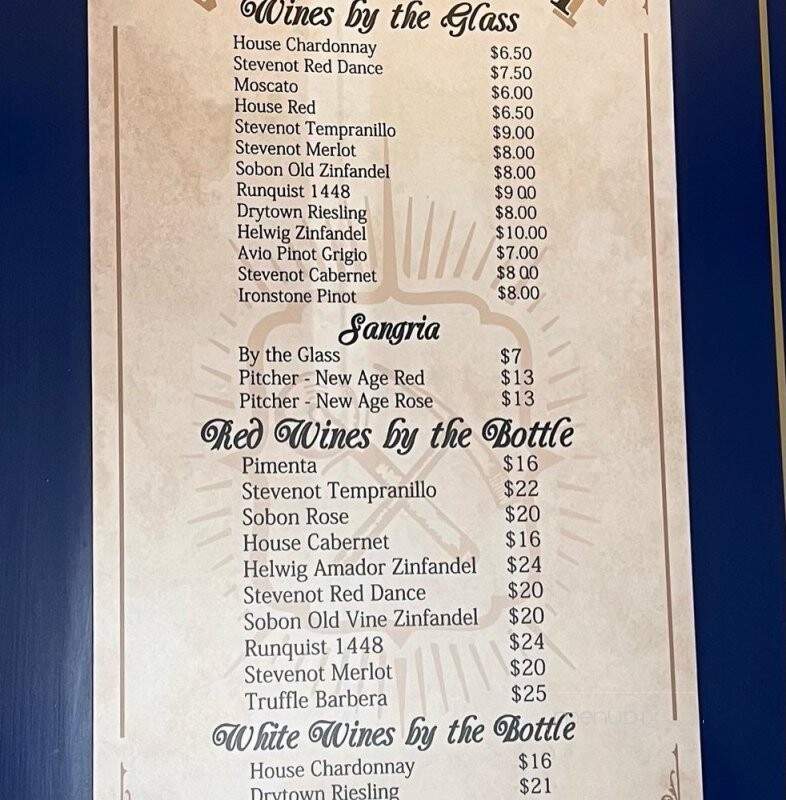 Wines by the Glass
House Chardonnay $6.50
Stevenot Red Dance $7.50
Moscato $6.00
House Red $6.50
Stevenot Tempranillo $9.00
Stevenot Merlot $8.00
Sobon Old Zinfandel $8.00
Runquist 1448 $9.00
Drytown Riesling $8.00
Helwig Zinfandel $10.00
Avio Pinot Grigio $7.00
Stevenot Cabernet $8.00
Ironstone Pinot $8.00
Sangria
By the Glass $7
Pitcher - New Age Red $13
Pitcher - New Age Rose $13
Red Wines by the Bottle
Pimenta $16
Stevenot Tempranillo $22
Sobon Rose $20
House Cabernet $16
Helwig Amador Zinfandel $24
Stevenot Red Dance $20
Sobon Old Vine Zinfandel $20
Runquist 1448 $24
Stevenot Merlot $20
Truffle Barbera $25
White Wines by the Bottle
House Chardonnay $16
Drytown Riesling $21